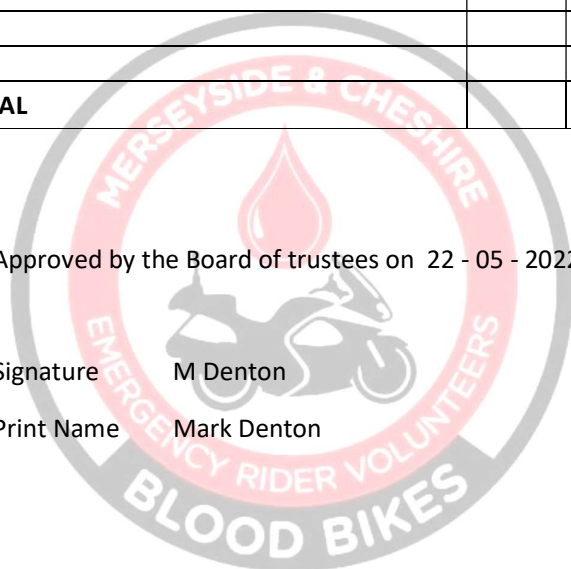 AL
Approved by the Board of trustees on 22 - 05 - 2022
Signature M Denton
Print Name Mark Denton
MERSEYSIDE & CHESHIRE
EMERGENCY RIDER VOLUNTEERS
BLOOD BIKES